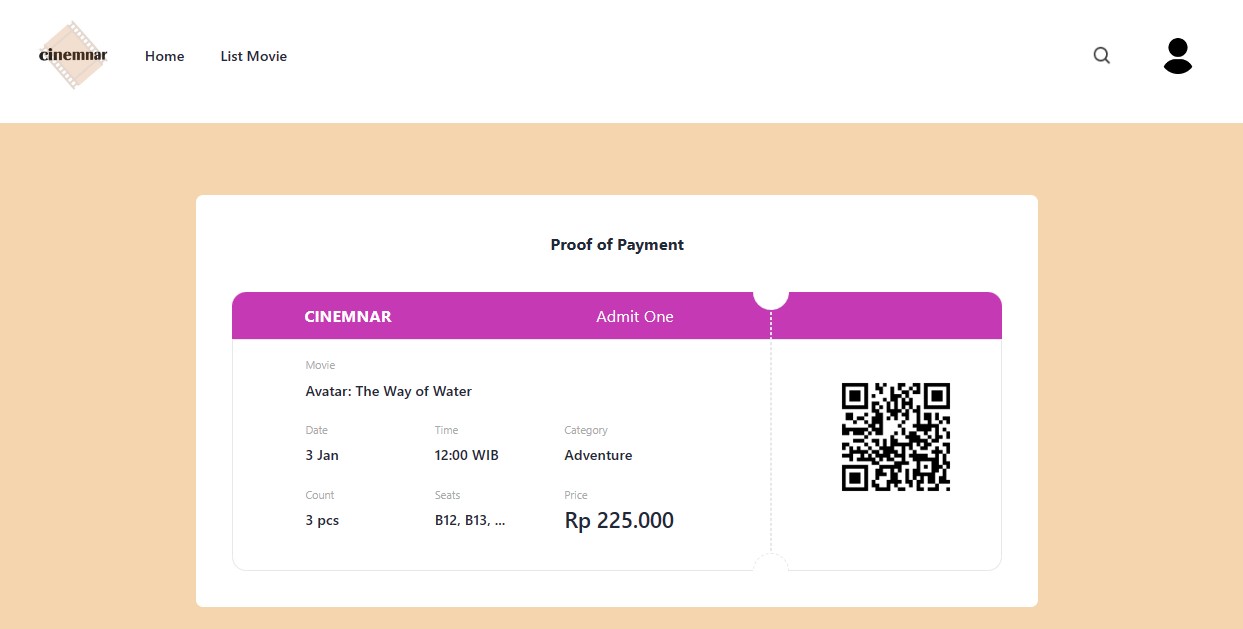 cinemnar
Home
List Movie
Proof of Payment
CINEMNAR
Admit One
Movie
Avatar: The Way of Water
Date
Time
Category
3 Jan
12:00 WIB
Adventure
Count
Seats
Price
3 pcs
B12, B13, ...
Rp 225.000